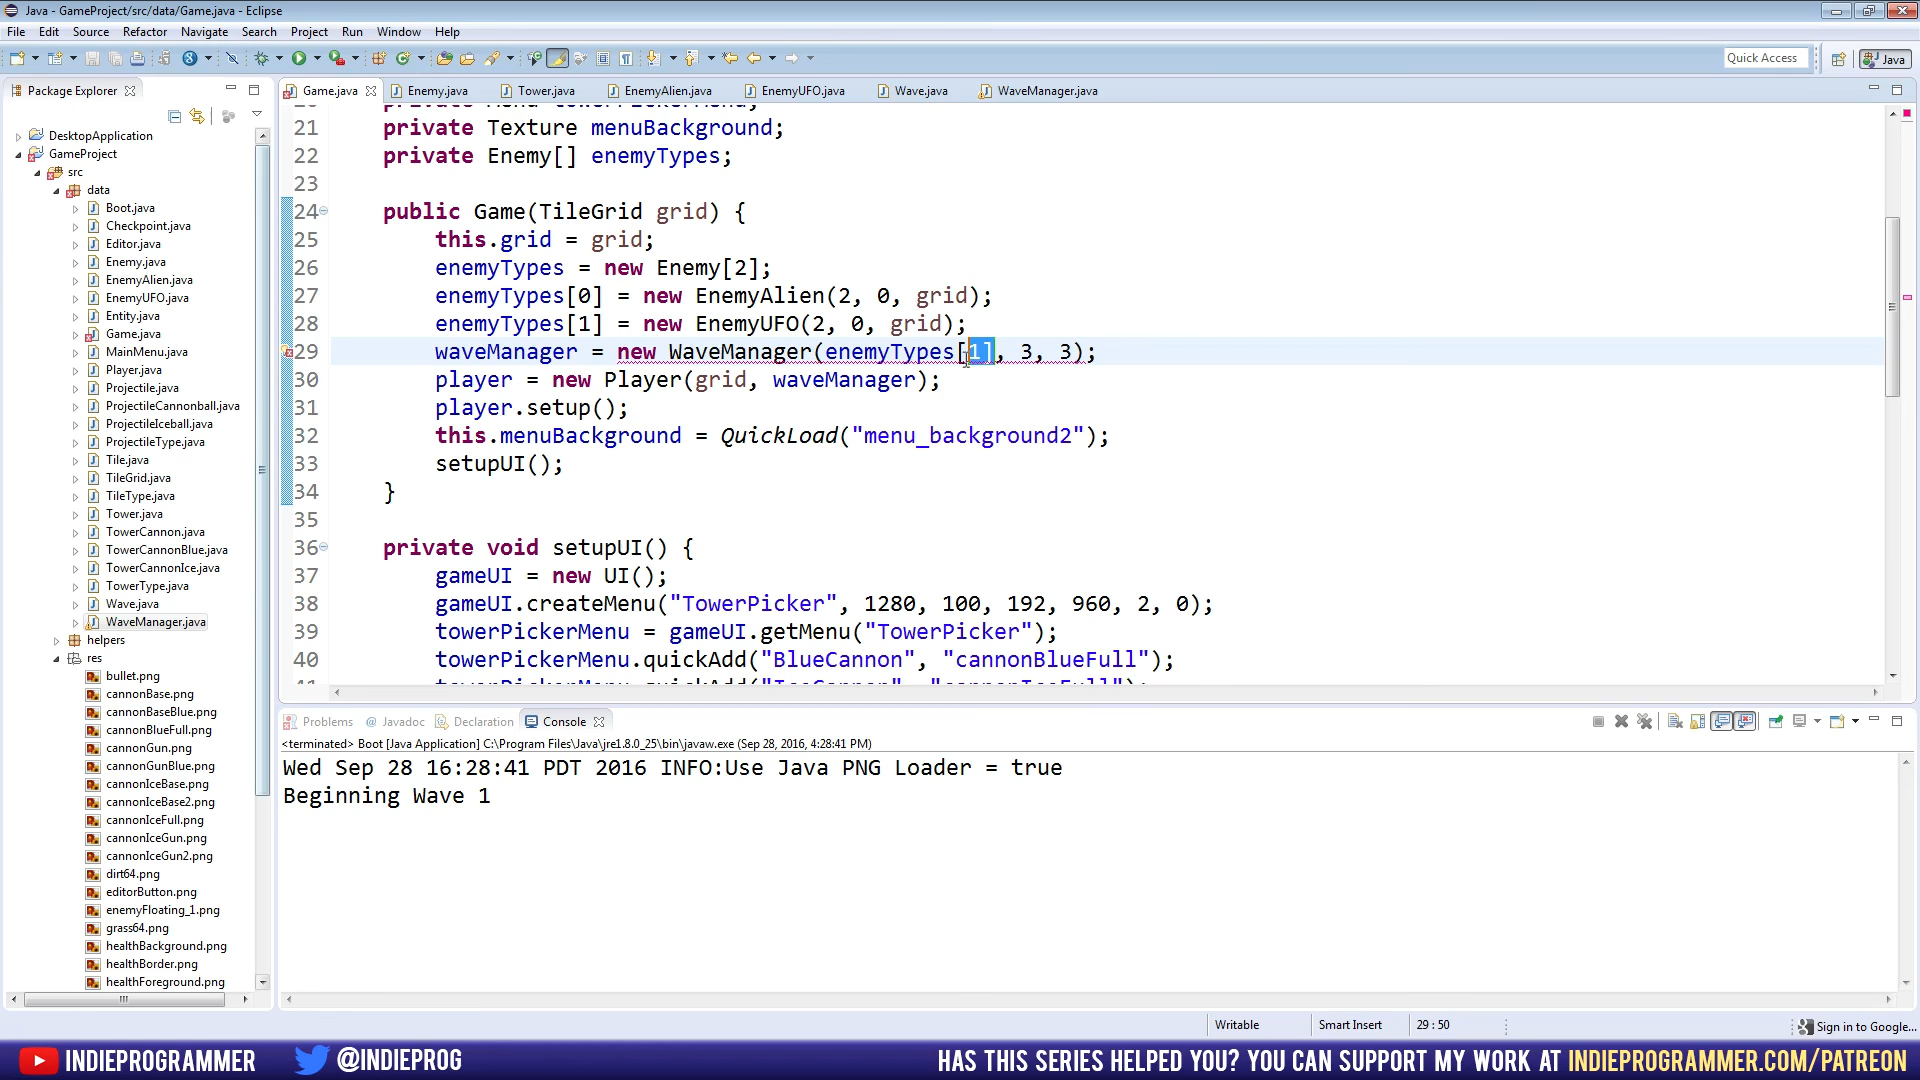 Java - GameProject/src/data/Game.java - Eclipse
File Edit Source Refactor Navigate Search Project Run Window Help
Quick Access
Java
Package Explorer
Game.java
Enemy.java
Tower.java
EnemyAlien.java
EnemyUFO.java
Wave.java
WaveManager.java
DesktopApplication
GameProject
src
data
Boot.java
Checkpoint.java
Editor.java
Enemy.java
EnemyAlien.java
EnemyUFO.java
Entity.java
Game.java
MainMenu.java
Player.java
Projectile.java
ProjectileCannonball.java
ProjectileIceball.java
ProjectileType.java
Tile.java
TileGrid.java
TileType.java
Tower.java
TowerCannon.java
TowerCannonBlue.java
TowerCannonIce.java
TowerType.java
Wave.java
WaveManager.java
helpers
res
bullet.png
cannonBase.png
cannonBaseBlue.png
cannonBlueFull.png
cannonGun.png
cannonGunBlue.png
cannonIceBase.png
cannonIceBase2.png
cannonIceFull.png
cannonIceGun.png
cannonIceGun2.png
dirt64.png
editorButton.png
enemyFloating_1.png
grass64.png
healthBackground.png
healthBorder.png
healthForeground.png
21 private Texture menuBackground;
22 private Enemy[] enemyTypes;
23
24 public Game(TileGrid grid) {
25 this.grid = grid;
26 enemyTypes = new Enemy[2];
27 enemyTypes[0] = new EnemyAlien(2, 0, grid);
28 enemyTypes[1] = new EnemyUFO(2, 0, grid);
29 waveManager = new WaveManager(enemyTypes[1], 3, 3);
30 player = new Player(grid, waveManager);
31 player.setup();
32 this.menuBackground = QuickLoad("menu_background2");
33 setupUI();
34 }
35
36 private void setupUI() {
37 gameUI = new UI();
38 gameUI.createMenu("TowerPicker", 1280, 100, 192, 960, 2, 0);
39 towerPickerMenu = gameUI.getMenu("TowerPicker");
40 towerPickerMenu.quickAdd("BlueCannon", "cannonBlueFull");
Problems Javadoc Declaration Console
<terminated> Boot [Java Application] C:\Program Files\Java\jre1.8.0_25\bin\javaw.exe (Sep 28, 2016, 4:28:41 PM)
Wed Sep 28 16:28:41 PDT 2016 INFO:Use Java PNG Loader = true
Beginning Wave 1
Writable Smart Insert 29 : 50
Sign in to Google...
INDIEPROGRAMMER @INDIEPROG HAS THIS SERIES HELPED YOU? YOU CAN SUPPORT MY WORK AT INDIEPROGRAMMER.COM/PATREON